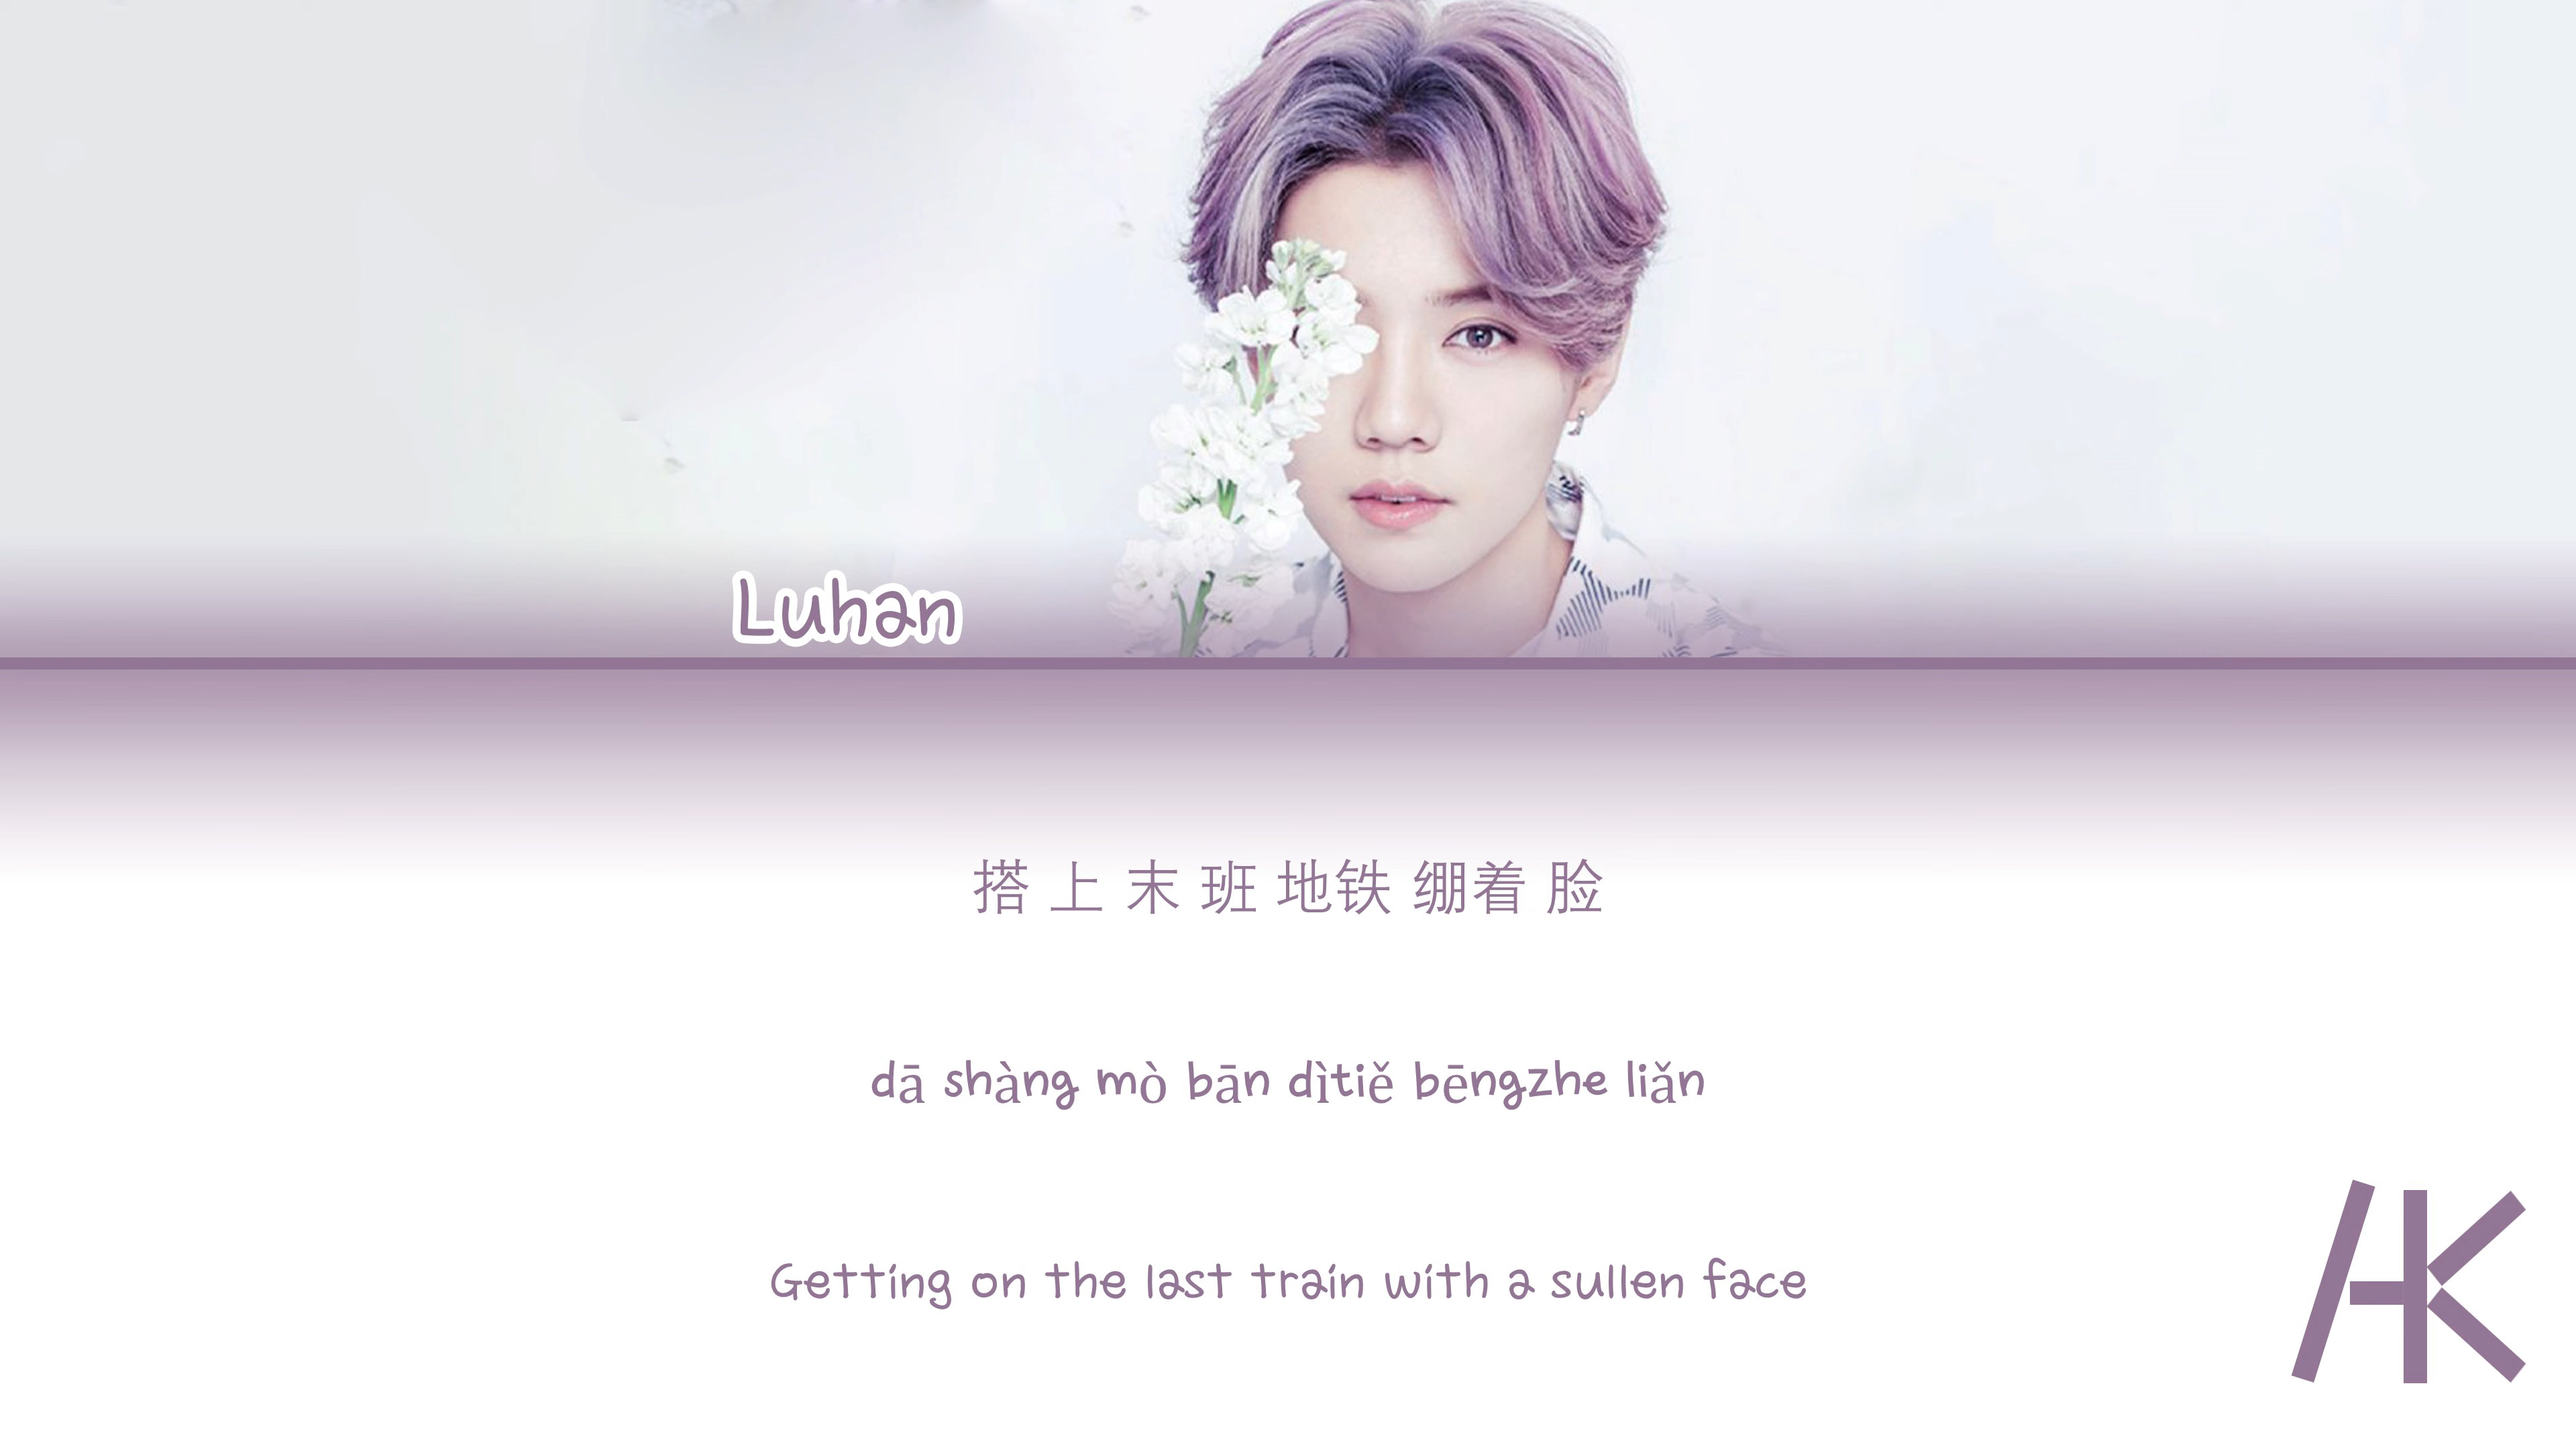 Luhan
搭 上 末 班 地铁 绷着 脸
dā shàng mò bān dìtiě bēngzhe liǎn
Getting on the last train with a sullen face
AK